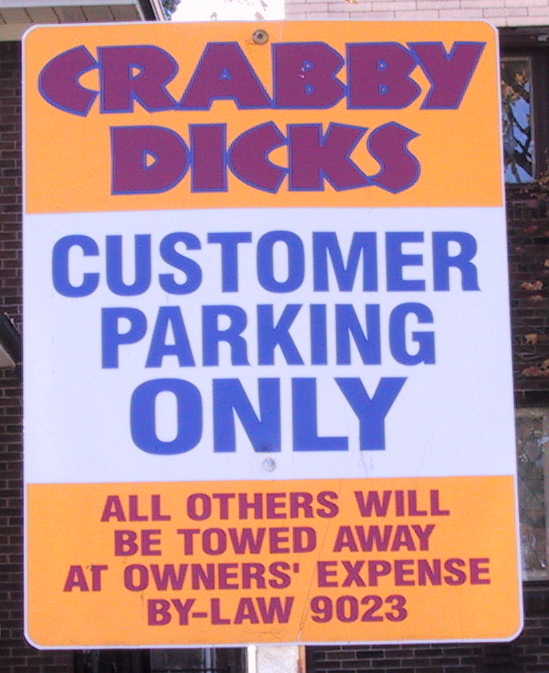 CRABBY
DICKS
CUSTOMER
PARKING
ONLY
ALL OTHERS WILL
BE TOWED AWAY
AT OWNERS' EXPENSE
BY-LAW 9023